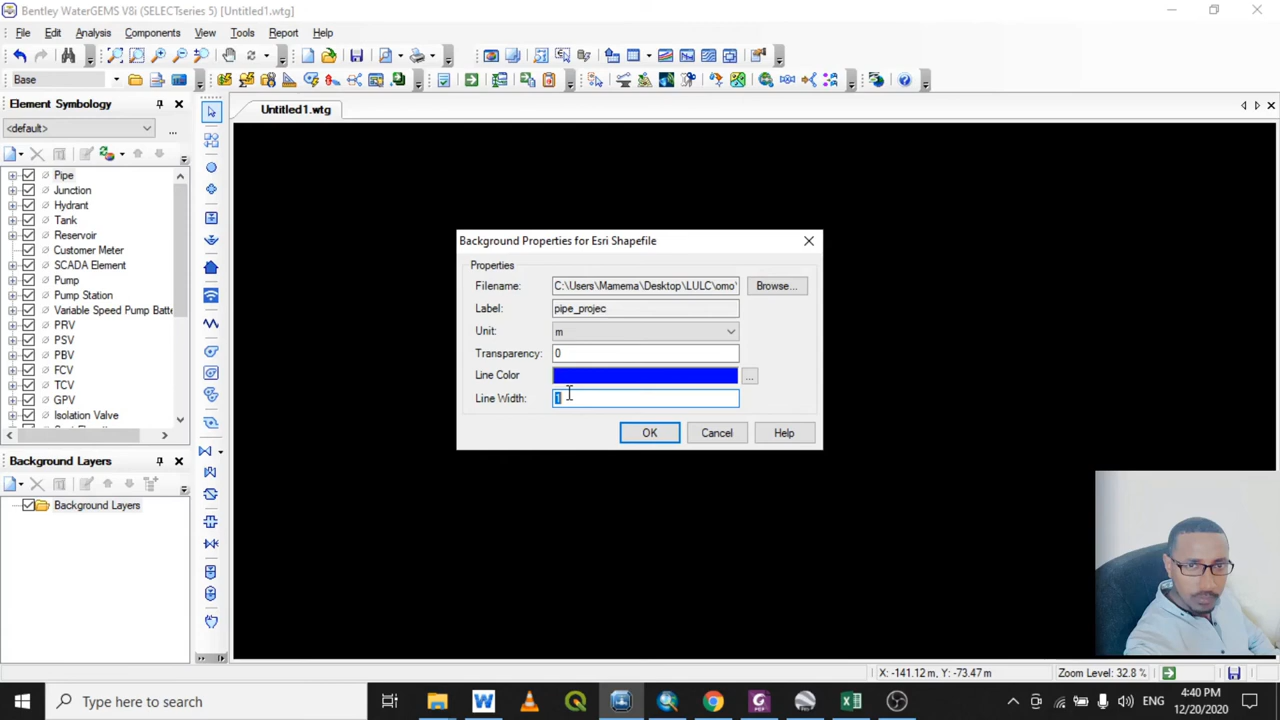 Bentley WaterGEMS V8i (SELECTseries 5) [Untitled1.wtg]
File Edit Analysis Components View Tools Report Help
Base
Element Symbology
<default>
...
Pipe
Junction
Hydrant
Tank
Reservoir
Customer Meter
SCADA Element
Pump
Pump Station
Variable Speed Pump Batte
PRV
PSV
PBV
FCV
TCV
GPV
Isolation Valve
Background Layers
Background Layers
Untitled1.wtg
Background Properties for Esri Shapefile
Properties
Filename: C:\Users\Mamema\Desktop\LULC\omo\ Browse...
Label: pipe_projec
Unit: m
Transparency: 0
Line Color ...
Line Width: 1
OK Cancel Help
X: -141.12 m, Y: -73.47 m Zoom Level: 32.8 %
Type here to search
ENG
4:40 PM
12/20/2020